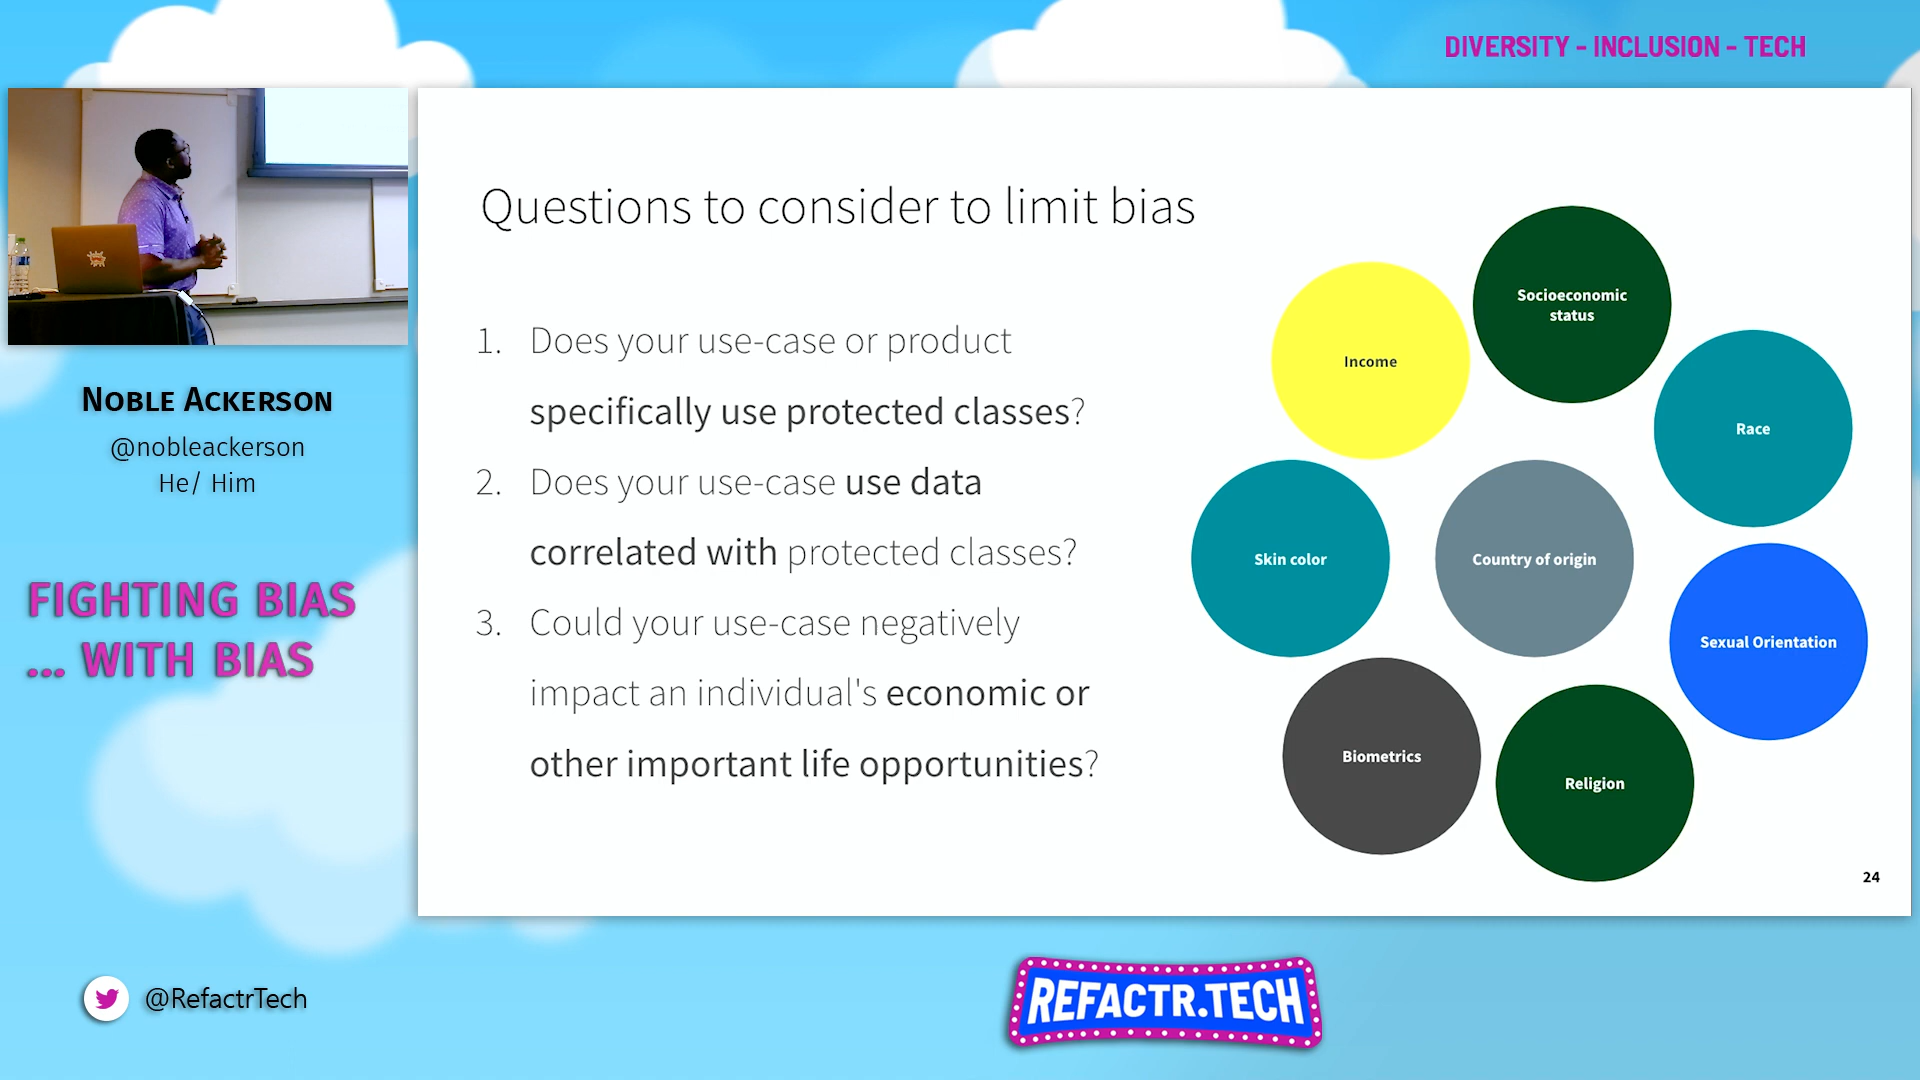 DIVERSITY - INCLUSION - TECH
NOBLE ACKERSON
@nobleackerson
He/ Him
FIGHTING BIAS
... WITH BIAS
@RefactrTech
Questions to consider to limit bias
1. Does your use-case or product
specifically use protected classes?
2. Does your use-case use data
correlated with protected classes?
3. Could your use-case negatively
impact an individual's economic or
other important life opportunities?
Socioeconomic
status
Income
Race
Skin color
Country of origin
Sexual Orientation
Biometrics
Religion
24
REFACTR.TECH